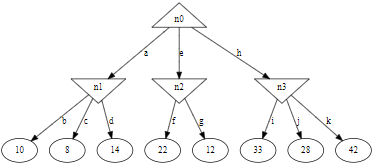 n0
a e h
n1 n2 n3
b c d f g i j k
10 8 14 22 12 33 28 42